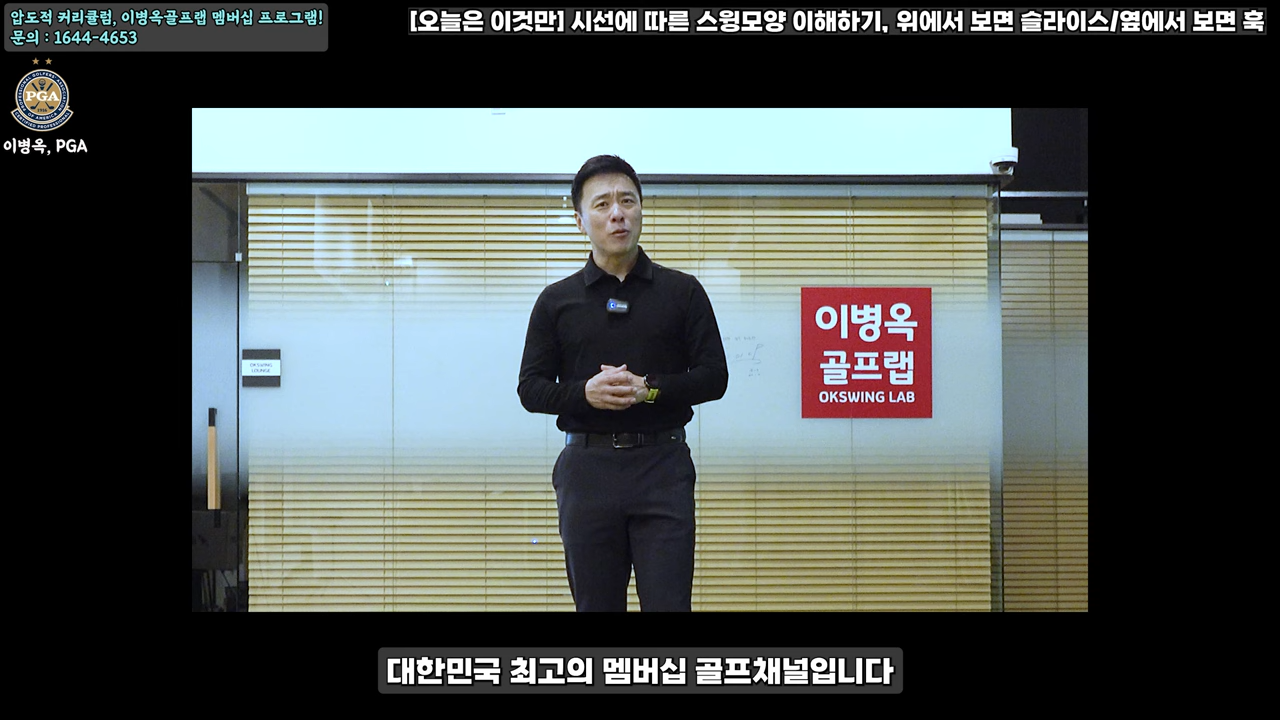 압도적 커리큘럼, 이병옥골프랩 멤버십 프로그램!
문의 : 1644-4653
[오늘은 이것만] 시선에 따른 스윙모양 이해하기, 위에서 보면 슬라이스/옆에서 보면 훅
PGA
이병옥, PGA
이병옥
골프랩
OKSWING LAB
OKSWING
LOUNGE
대한민국 최고의 멤버십 골프채널입니다